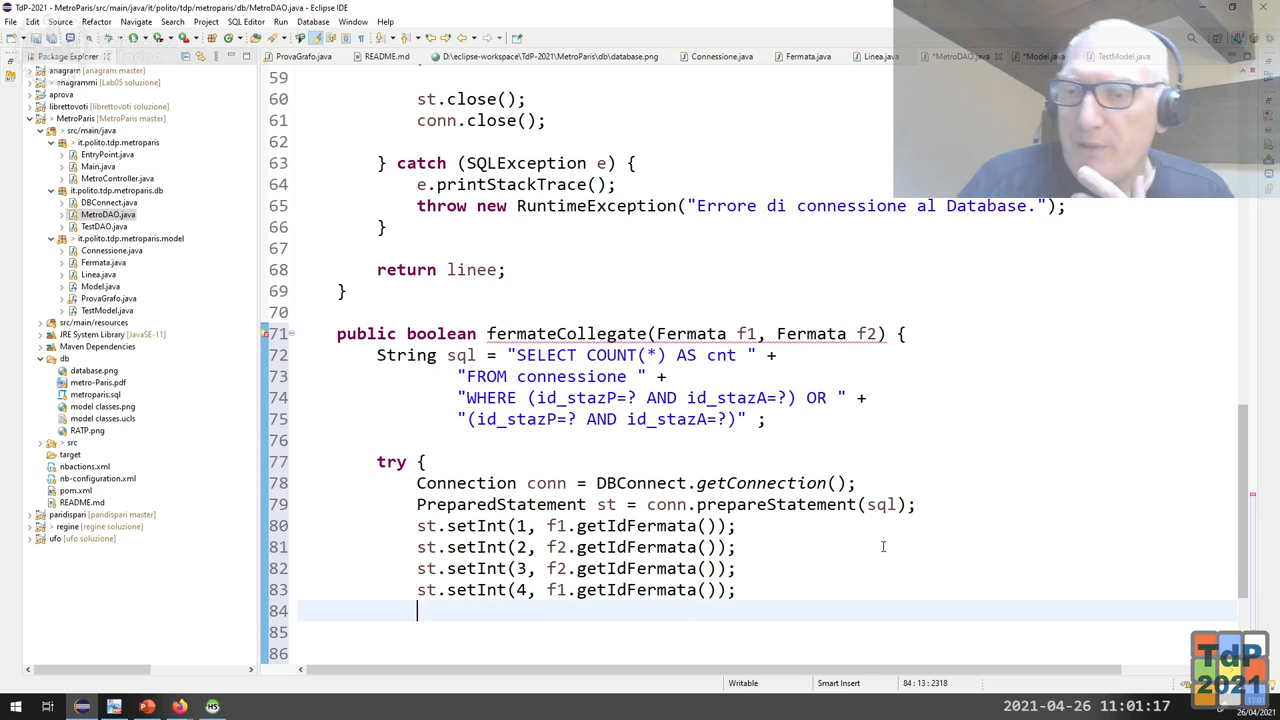 TdP-2021 - MetroParis/src/main/java/it/polito/tdp/metroparis/db/MetroDAO.java - Eclipse IDE
File Edit Source Refactor Navigate Search Project SQL Editor Run Database Window Help
Package Explorer
ProvaGrafo.java README.md D:\eclipse-workspace\TdP-2021\MetroParis\db\database.png Connessione.java Fermata.java Linea.java *MetroDAO.java *Model.java TestModel.java
anagram [anagram master]
anagrammi [Lab05 soluzione]
aprova
librettovoti [librettovoti soluzione]
MetroParis [MetroParis master]
src/main/java
it.polito.tdp.metroparis
EntryPoint.java
Main.java
MetroController.java
it.polito.tdp.metroparis.db
DBConnect.java
MetroDAO.java
TestDAO.java
it.polito.tdp.metroparis.model
Connessione.java
Fermata.java
Linea.java
Model.java
ProvaGrafo.java
TestModel.java
src/main/resources
JRE System Library [JavaSE-11]
Maven Dependencies
db
database.png
metro-Paris.pdf
metroparis.sql
model classes.png
model classes.ucls
RATP.png
src
target
nbactions.xml
nb-configuration.xml
pom.xml
README.md
paridispari [paridispari master]
regine [regine soluzione]
ufo [ufo soluzione]
59
60 st.close();
61 conn.close();
62
63 } catch (SQLException e) {
64 e.printStackTrace();
65 throw new RuntimeException("Errore di connessione al Database.");
66 }
67
68 return linee;
69 }
70
71 public boolean fermateCollegate(Fermata f1, Fermata f2) {
72 String sql = "SELECT COUNT(*) AS cnt " +
73 "FROM connessione " +
74 "WHERE (id_stazP=? AND id_stazA=?) OR " +
75 "(id_stazP=? AND id_stazA=?)" ;
76
77 try {
78 Connection conn = DBConnect.getConnection();
79 PreparedStatement st = conn.prepareStatement(sql);
80 st.setInt(1, f1.getIdFermata());
81 st.setInt(2, f2.getIdFermata());
82 st.setInt(3, f2.getIdFermata());
83 st.setInt(4, f1.getIdFermata());
84
85
86
Writable Smart Insert 84 : 13 : 2318
TdP
2021
2021-04-26 11:01:17
26/04/2021